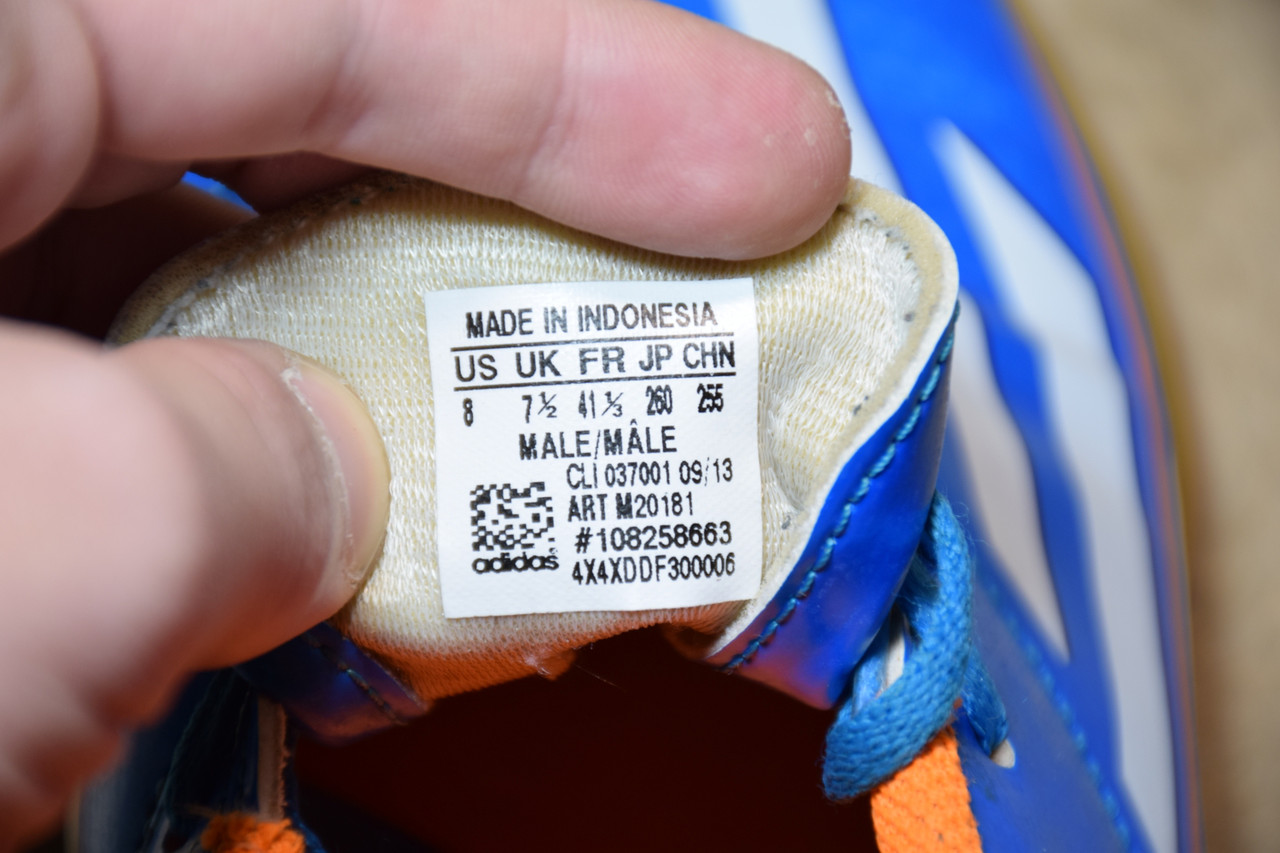 MADE IN INDONESIA
US UK FR JP CHN
8 7½ 41⅓ 260 255
MALE/MÂLE
CLI 037001 09/13
ART M20181
#108258663
adidas 4X4XDDF300006